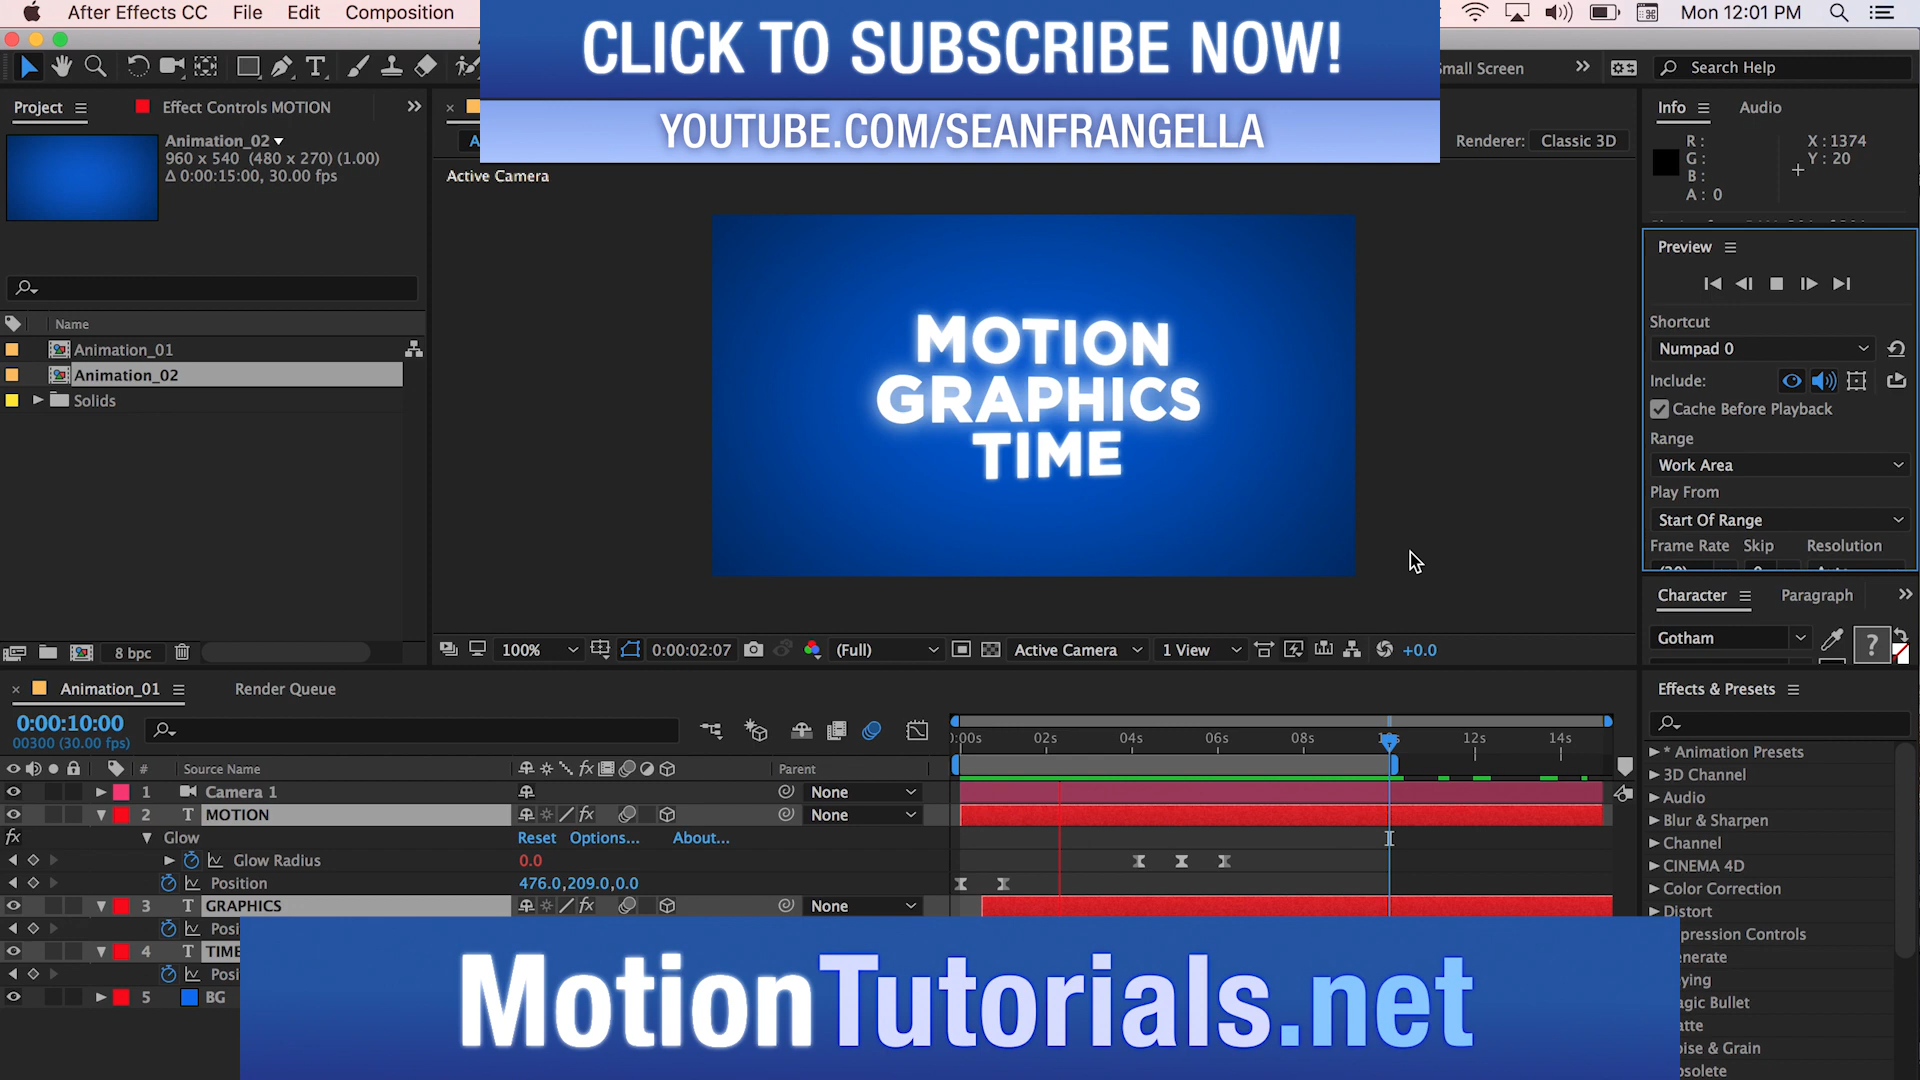 After Effects CC File Edit Composition
CLICK TO SUBSCRIBE NOW!
YOUTUBE.COM/SEANFRANGELLA
Mon 12:01 PM
Small Screen
Search Help
Project
Effect Controls MOTION
Animation_02
960 x 540 (480 x 270) (1.00)
Δ 0:00:15:00, 30.00 fps
Renderer: Classic 3D
Active Camera
Info Audio
R :
G :
B :
A : 0
X : 1374
Y : 20
MOTION
GRAPHICS
TIME
Name
Animation_01
Animation_02
Solids
Preview
Shortcut
Numpad 0
Include:
Cache Before Playback
Range
Work Area
Play From
Start Of Range
Frame Rate Skip Resolution
8 bpc
100% 0:00:02:07 (Full) Active Camera 1 View +0.0
Character Paragraph
Gotham
?
Animation_01 Render Queue
0:00:10:00
00300 (30.00 fps)
02s 04s 06s 08s 12s 14s
# Source Name Parent
1 Camera 1 None
2 T MOTION None
fx Glow Reset Options... About...
Glow Radius 0.0
Position 476.0,209.0,0.0
3 T GRAPHICS None
4 T TIME
5 BG
Effects & Presets
* Animation Presets
3D Channel
Audio
Blur & Sharpen
Channel
CINEMA 4D
Color Correction
Distort
MotionTutorials.net